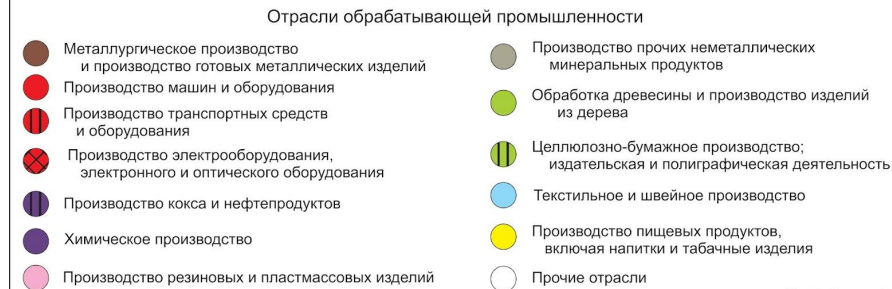 Отрасли обрабатывающей промышленности
Металлургическое производство
и производство готовых металлических изделий
Производство машин и оборудования
Производство транспортных средств
и оборудования
Производство электрооборудования,
электронного и оптического оборудования
Производство кокса и нефтепродуктов
Химическое производство
Производство резиновых и пластмассовых изделий
Производство прочих неметаллических
минеральных продуктов
Обработка древесины и производство изделий
из дерева
Целлюлозно-бумажное производство;
издательская и полиграфическая деятельность
Текстильное и швейное производство
Производство пищевых продуктов,
включая напитки и табачные изделия
Прочие отрасли